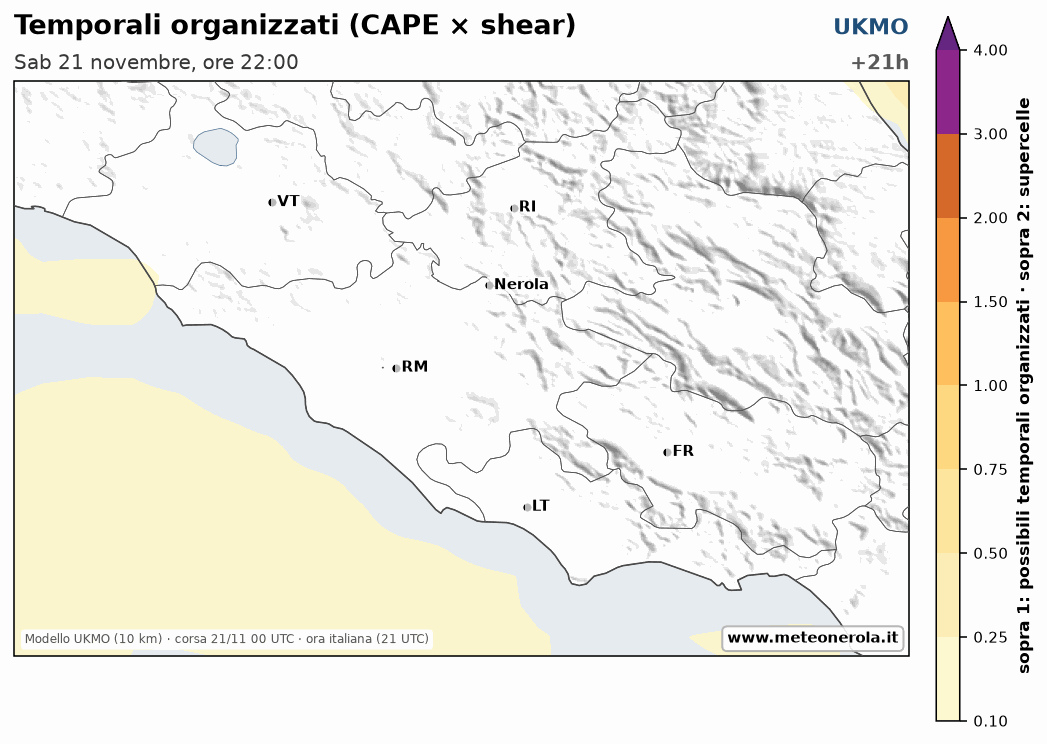 Temporali organizzati (CAPE × shear)
UKMO
Sab 21 novembre, ore 22:00
+21h
VT
RI
Nerola
RM
FR
LT
Modello UKMO (10 km) · corsa 21/11 00 UTC · ora italiana (21 UTC)
www.meteonerola.it
4.00
3.00
2.00
1.50
1.00
0.75
0.50
0.25
0.10
sopra 1: possibili temporali organizzati · sopra 2: supercelle